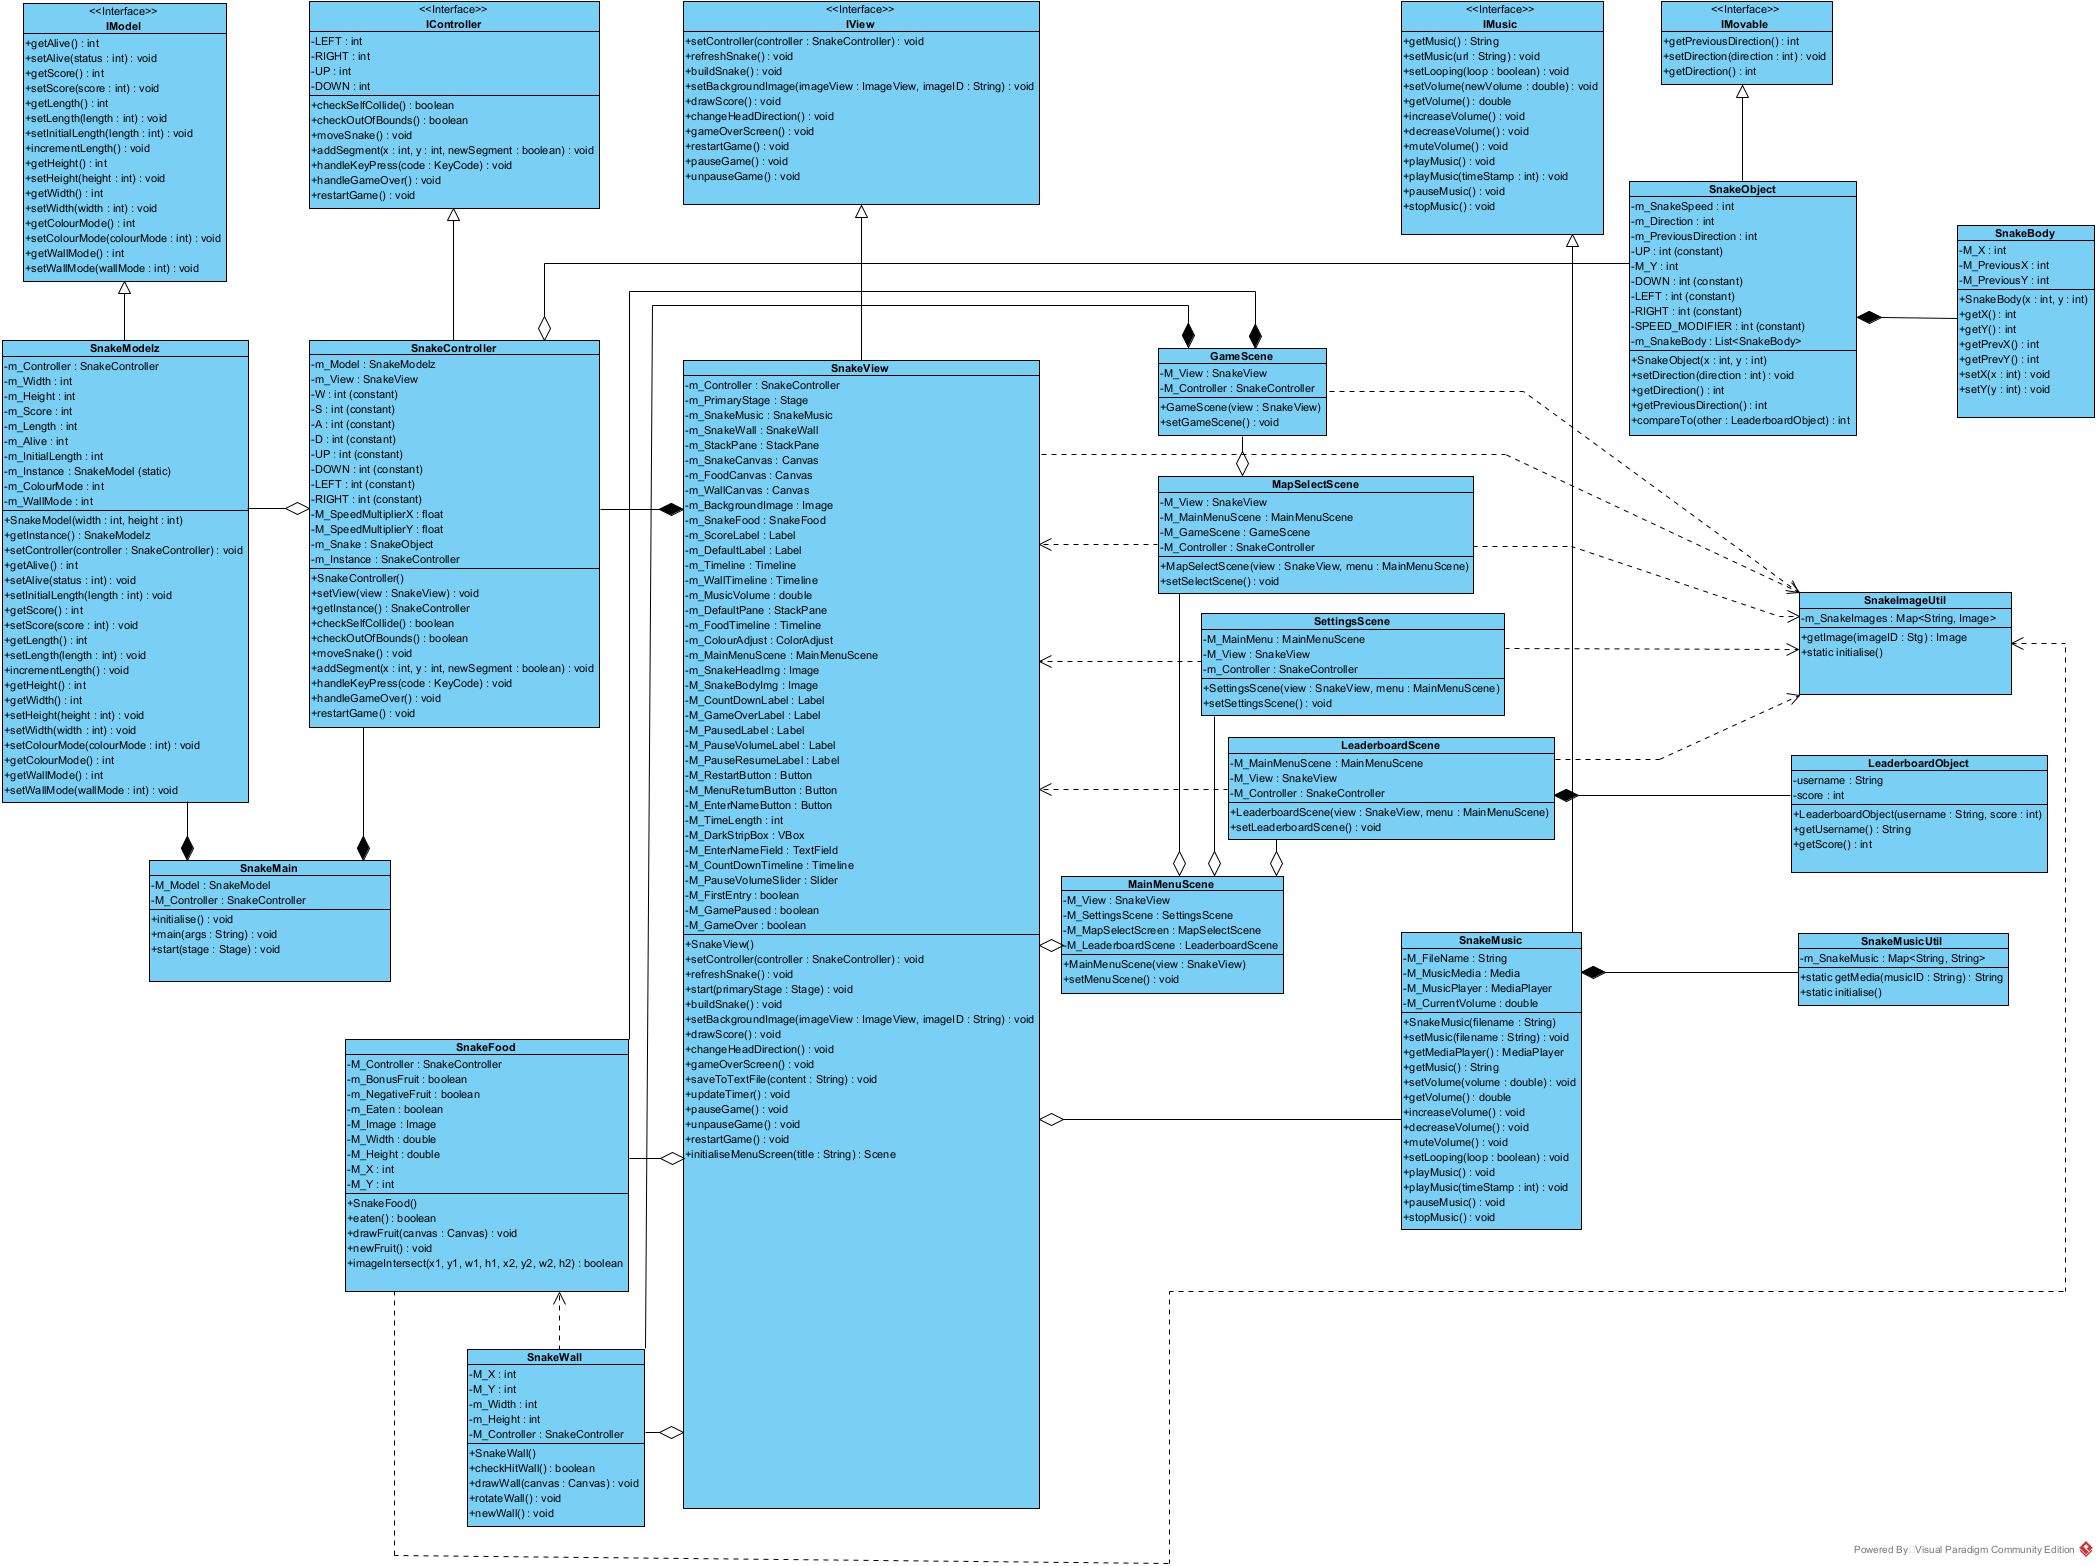 <<Interface>>
IModel
+getAlive() : int
+setAlive(status : int) : void
+getScore() : int
+setScore(score : int) : void
+getLength() : int
+setLength(length : int) : void
+setInitialLength(length : int) : void
+incrementLength() : void
+getHeight() : int
+setHeight(height : int) : void
+getWidth() : int
+setWidth(width : int) : void
+getColourMode() : int
+setColourMode(colourMode : int) : void
+getWallMode() : int
+setWallMode(wallMode : int) : void
<<Interface>>
IController
-LEFT : int
-RIGHT : int
-UP : int
-DOWN : int
+checkSelfCollide() : boolean
+checkOutOfBounds() : boolean
+moveSnake() : void
+addSegment(x : int, y : int, newSegment : boolean) : void
+handleKeyPress(code : KeyCode) : void
+handleGameOver() : void
+restartGame() : void
<<Interface>>
IView
+setController(controller : SnakeController) : void
+refreshSnake() : void
+buildSnake() : void
+setBackgroundImage(imageView : ImageView, imageID : String) : void
+drawScore() : void
+changeHeadDirection() : void
+gameOverScreen() : void
+restartGame() : void
+pauseGame() : void
+unpauseGame() : void
<<Interface>>
IMusic
+getMusic() : String
+setMusic(url : String) : void
+setLooping(loop : boolean) : void
+setVolume(newVolume : double) : void
+getVolume() : double
+increaseVolume() : void
+decreaseVolume() : void
+muteVolume() : void
+playMusic() : void
+playMusic(timeStamp : int) : void
+pauseMusic() : void
+stopMusic() : void
<<Interface>>
IMovable
+getPreviousDirection() : int
+setDirection(direction : int) : void
+getDirection() : int
SnakeObject
-m_SnakeSpeed : int
-m_Direction : int
-m_PreviousDirection : int
-UP : int (constant)
-M_Y : int
-DOWN : int (constant)
-LEFT : int (constant)
-RIGHT : int (constant)
-SPEED_MODIFIER : int (constant)
-m_SnakeBody : List<SnakeBody>
+SnakeObject(x : int, y : int)
+setDirection(direction : int) : void
+getDirection() : int
+getPreviousDirection() : int
+compareTo(other : LeaderboardObject) : int
SnakeBody
-M_X : int
-M_PreviousX : int
-M_PreviousY : int
+SnakeBody(x : int, y : int)
+getX() : int
+getY() : int
+getPrevX() : int
+getPrevY() : int
+setX(x : int) : void
+setY(y : int) : void
SnakeModelz
-m_Controller : SnakeController
-m_Width : int
-m_Height : int
-m_Score : int
-m_Length : int
-m_Alive : int
-m_InitialLength : int
-m_Instance : SnakeModel (static)
-m_ColourMode : int
-m_WallMode : int
+SnakeModel(width : int, height : int)
+getInstance() : SnakeModelz
+setController(controller : SnakeController) : void
+getAlive() : int
+setAlive(status : int) : void
+setInitialLength(length : int) : void
+getScore() : int
+setScore(score : int) : void
+getLength() : int
+setLength(length : int) : void
+incrementLength() : void
+getHeight() : int
+getWidth() : int
+setHeight(height : int) : void
+setWidth(width : int) : void
+setColourMode(colourMode : int) : void
+getColourMode() : int
+getWallMode() : int
+setWallMode(wallMode : int) : void
SnakeController
-m_Model : SnakeModelz
-m_View : SnakeView
-W : int (constant)
-S : int (constant)
-A : int (constant)
-D : int (constant)
-UP : int (constant)
-DOWN : int (constant)
-LEFT : int (constant)
-RIGHT : int (constant)
-M_SpeedMultiplierX : float
-M_SpeedMultiplierY : float
-m_Snake : SnakeObject
-m_Instance : SnakeController
+SnakeController()
+setView(view : SnakeView) : void
+getInstance() : SnakeController
+checkSelfCollide() : boolean
+checkOutOfBounds() : boolean
+moveSnake() : void
+addSegment(x : int, y : int, newSegment : boolean) : void
+handleKeyPress(code : KeyCode) : void
+handleGameOver() : void
+restartGame() : void
SnakeView
-m_Controller : SnakeController
-m_PrimaryStage : Stage
-m_SnakeMusic : SnakeMusic
-m_SnakeWall : SnakeWall
-m_StackPane : StackPane
-m_SnakeCanvas : Canvas
-m_FoodCanvas : Canvas
-m_WallCanvas : Canvas
-m_BackgroundImage : Image
-m_SnakeFood : SnakeFood
-m_ScoreLabel : Label
-m_DefaultLabel : Label
-m_Timeline : Timeline
-m_WallTimeline : Timeline
-m_MusicVolume : double
-m_DefaultPane : StackPane
-m_FoodTimeline : Timeline
-m_ColourAdjust : ColorAdjust
-m_MainMenuScene : MainMenuScene
-m_SnakeHeadImg : Image
-M_SnakeBodyImg : Image
-M_CountDownLabel : Label
-M_GameOverLabel : Label
-M_PausedLabel : Label
-M_PauseVolumeLabel : Label
-M_PauseResumeLabel : Label
-M_RestartButton : Button
-M_MenuReturnButton : Button
-M_EnterNameButton : Button
-M_TimeLength : int
-M_DarkStripBox : VBox
-M_EnterNameField : TextField
-M_CountDownTimeline : Timeline
-M_PauseVolumeSlider : Slider
-M_FirstEntry : boolean
-M_GamePaused : boolean
-M_GameOver : boolean
+SnakeView()
+setController(controller : SnakeController) : void
+refreshSnake() : void
+start(primaryStage : Stage) : void
+buildSnake() : void
+setBackgroundImage(imageView : ImageView, imageID : String) : void
+drawScore() : void
+changeHeadDirection() : void
+gameOverScreen() : void
+saveToTextFile(content : String) : void
+updateTimer() : void
+pauseGame() : void
+unpauseGame() : void
+restartGame() : void
+initialiseMenuScreen(title : String) : Scene
GameScene
-M_View : SnakeView
-M_Controller : SnakeController
+GameScene(view : SnakeView)
+setGameScene() : void
MapSelectScene
-M_View : SnakeView
-M_MainMenuScene : MainMenuScene
-M_GameScene : GameScene
-M_Controller : SnakeController
+MapSelectScene(view : SnakeView, menu : MainMenuScene)
+setSelectScene() : void
SettingsScene
-M_MainMenu : MainMenuScene
-M_View : SnakeView
-m_Controller : SnakeController
+SettingsScene(view : SnakeView, menu : MainMenuScene)
+setSettingsScene() : void
LeaderboardScene
-M_MainMenuScene : MainMenuScene
-M_View : SnakeView
-M_Controller : SnakeController
+LeaderboardScene(view : SnakeView, menu : MainMenuScene)
+setLeaderboardScene() : void
SnakeImageUtil
-m_SnakeImages : Map<String, Image>
+getImage(imageID : Stg) : Image
+static initialise()
LeaderboardObject
-username : String
-score : int
+LeaderboardObject(username : String, score : int)
+getUsername() : String
+getScore() : int
SnakeMain
-M_Model : SnakeModel
-M_Controller : SnakeController
+initialise() : void
+main(args : String) : void
+start(stage : Stage) : void
MainMenuScene
-M_View : SnakeView
-M_SettingsScene : SettingsScene
-M_MapSelectScreen : MapSelectScene
-M_LeaderboardScene : LeaderboardScene
+MainMenuScene(view : SnakeView)
+setMenuScene() : void
SnakeMusic
-M_FileName : String
-M_MusicMedia : Media
-M_MusicPlayer : MediaPlayer
-M_CurrentVolume : double
+SnakeMusic(filename : String)
+setMusic(filename : String) : void
+getMediaPlayer() : MediaPlayer
+getMusic() : String
+setVolume(volume : double) : void
+getVolume() : double
+increaseVolume() : void
+decreaseVolume() : void
+muteVolume() : void
+setLooping(loop : boolean) : void
+playMusic() : void
+playMusic(timeStamp : int) : void
+pauseMusic() : void
+stopMusic() : void
SnakeMusicUtil
-m_SnakeMusic : Map<String, String>
+static getMedia(musicID : String) : String
+static initialise()
SnakeFood
-M_Controller : SnakeController
-m_BonusFruit : boolean
-m_NegativeFruit : boolean
-m_Eaten : boolean
-M_Image : Image
-M_Width : double
-M_Height : double
-M_X : int
-M_Y : int
+SnakeFood()
+eaten() : boolean
+drawFruit(canvas : Canvas) : void
+newFruit() : void
+imageIntersect(x1, y1, w1, h1, x2, y2, w2, h2) : boolean
SnakeWall
-M_X : int
-M_Y : int
-m_Width : int
-m_Height : int
-M_Controller : SnakeController
+SnakeWall()
+checkHitWall() : boolean
+drawWall(canvas : Canvas) : void
+rotateWall() : void
+newWall() : void
Powered By Visual Paradigm Community Edition